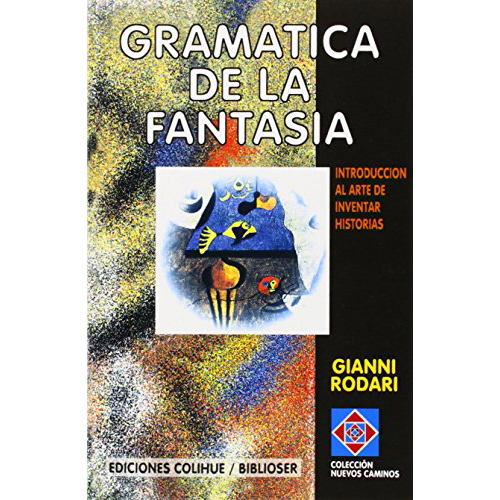 GRAMATICA
DE LA
FANTASIA
INTRODUCCION
AL ARTE DE
INVENTAR
HISTORIAS
GIANNI
RODARI
EDICIONES COLIHUE / BIBLIOSER
COLECCIÓN
NUEVOS CAMINOS